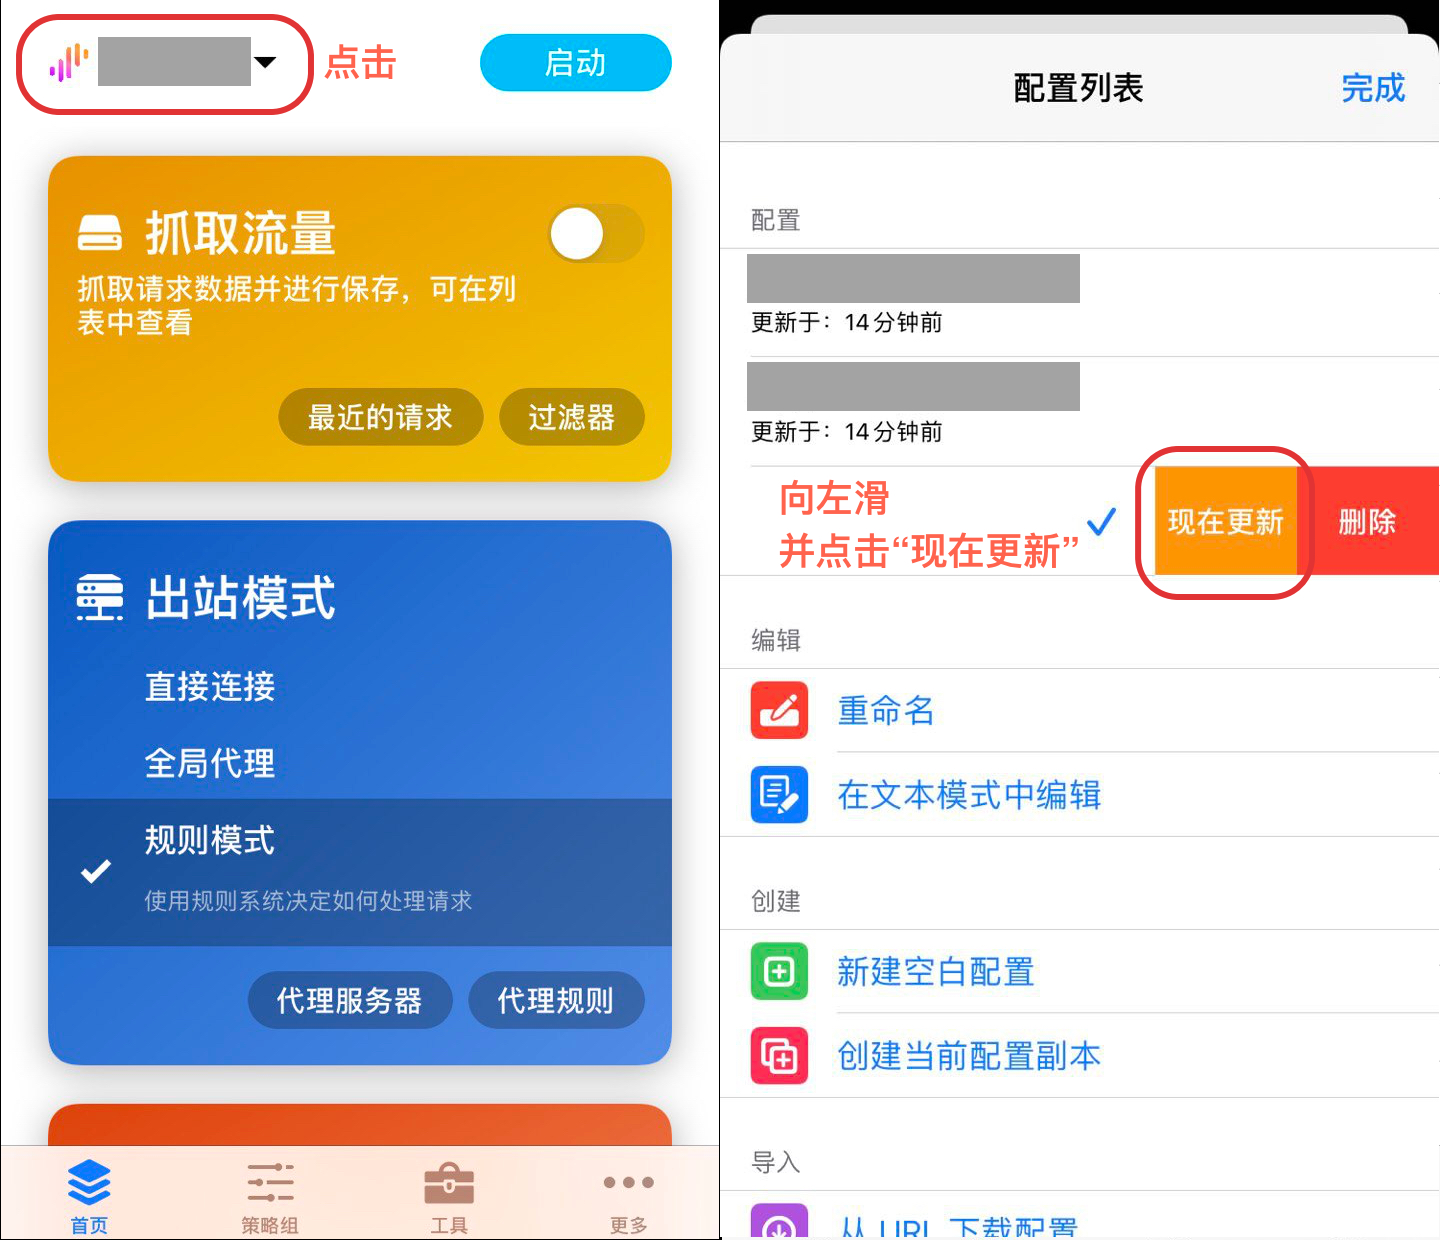 点击
启动
抓取流量
抓取请求数据并进行保存，可在列
表中查看
最近的请求
过滤器
出站模式
直接连接
全局代理
规则模式
使用规则系统决定如何处理请求
代理服务器
代理规则
首页
策略组
工具
更多
配置列表
完成
配置
更新于：14分钟前
更新于：14分钟前
向左滑
并点击“现在更新”
现在更新
删除
编辑
重命名
在文本模式中编辑
创建
新建空白配置
创建当前配置副本
导入
从 URL 下载配置